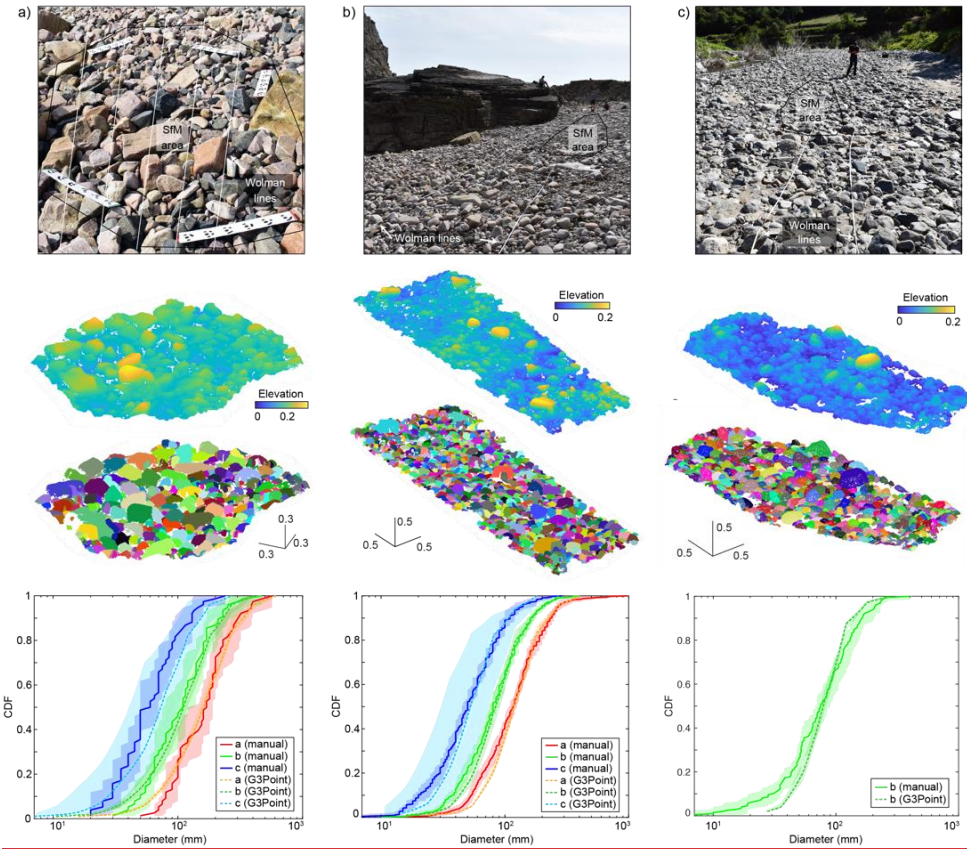 a)
b)
c)
SfM
area
Wolman
lines
SfM
area
Wolman lines
SfM
area
Wolman
lines
Elevation
0 0.2
Elevation
0 0.2
Elevation
0 0.2
0.3
0.3
0.3
0.5
0.5
0.5
0.5
0.5
0.5
1
0.8
0.6
0.4
0.2
0
CDF
10¹ 10² 10³
Diameter (mm)
a (manual)
b (manual)
c (manual)
a (G3Point)
b (G3Point)
c (G3Point)
1
0.8
0.6
0.4
0.2
0
CDF
10¹ 10² 10³
Diameter (mm)
a (manual)
b (manual)
c (manual)
a (G3Point)
b (G3Point)
c (G3Point)
1
0.8
0.6
0.4
0.2
0
CDF
10¹ 10² 10³
Diameter (mm)
b (manual)
b (G3Point)